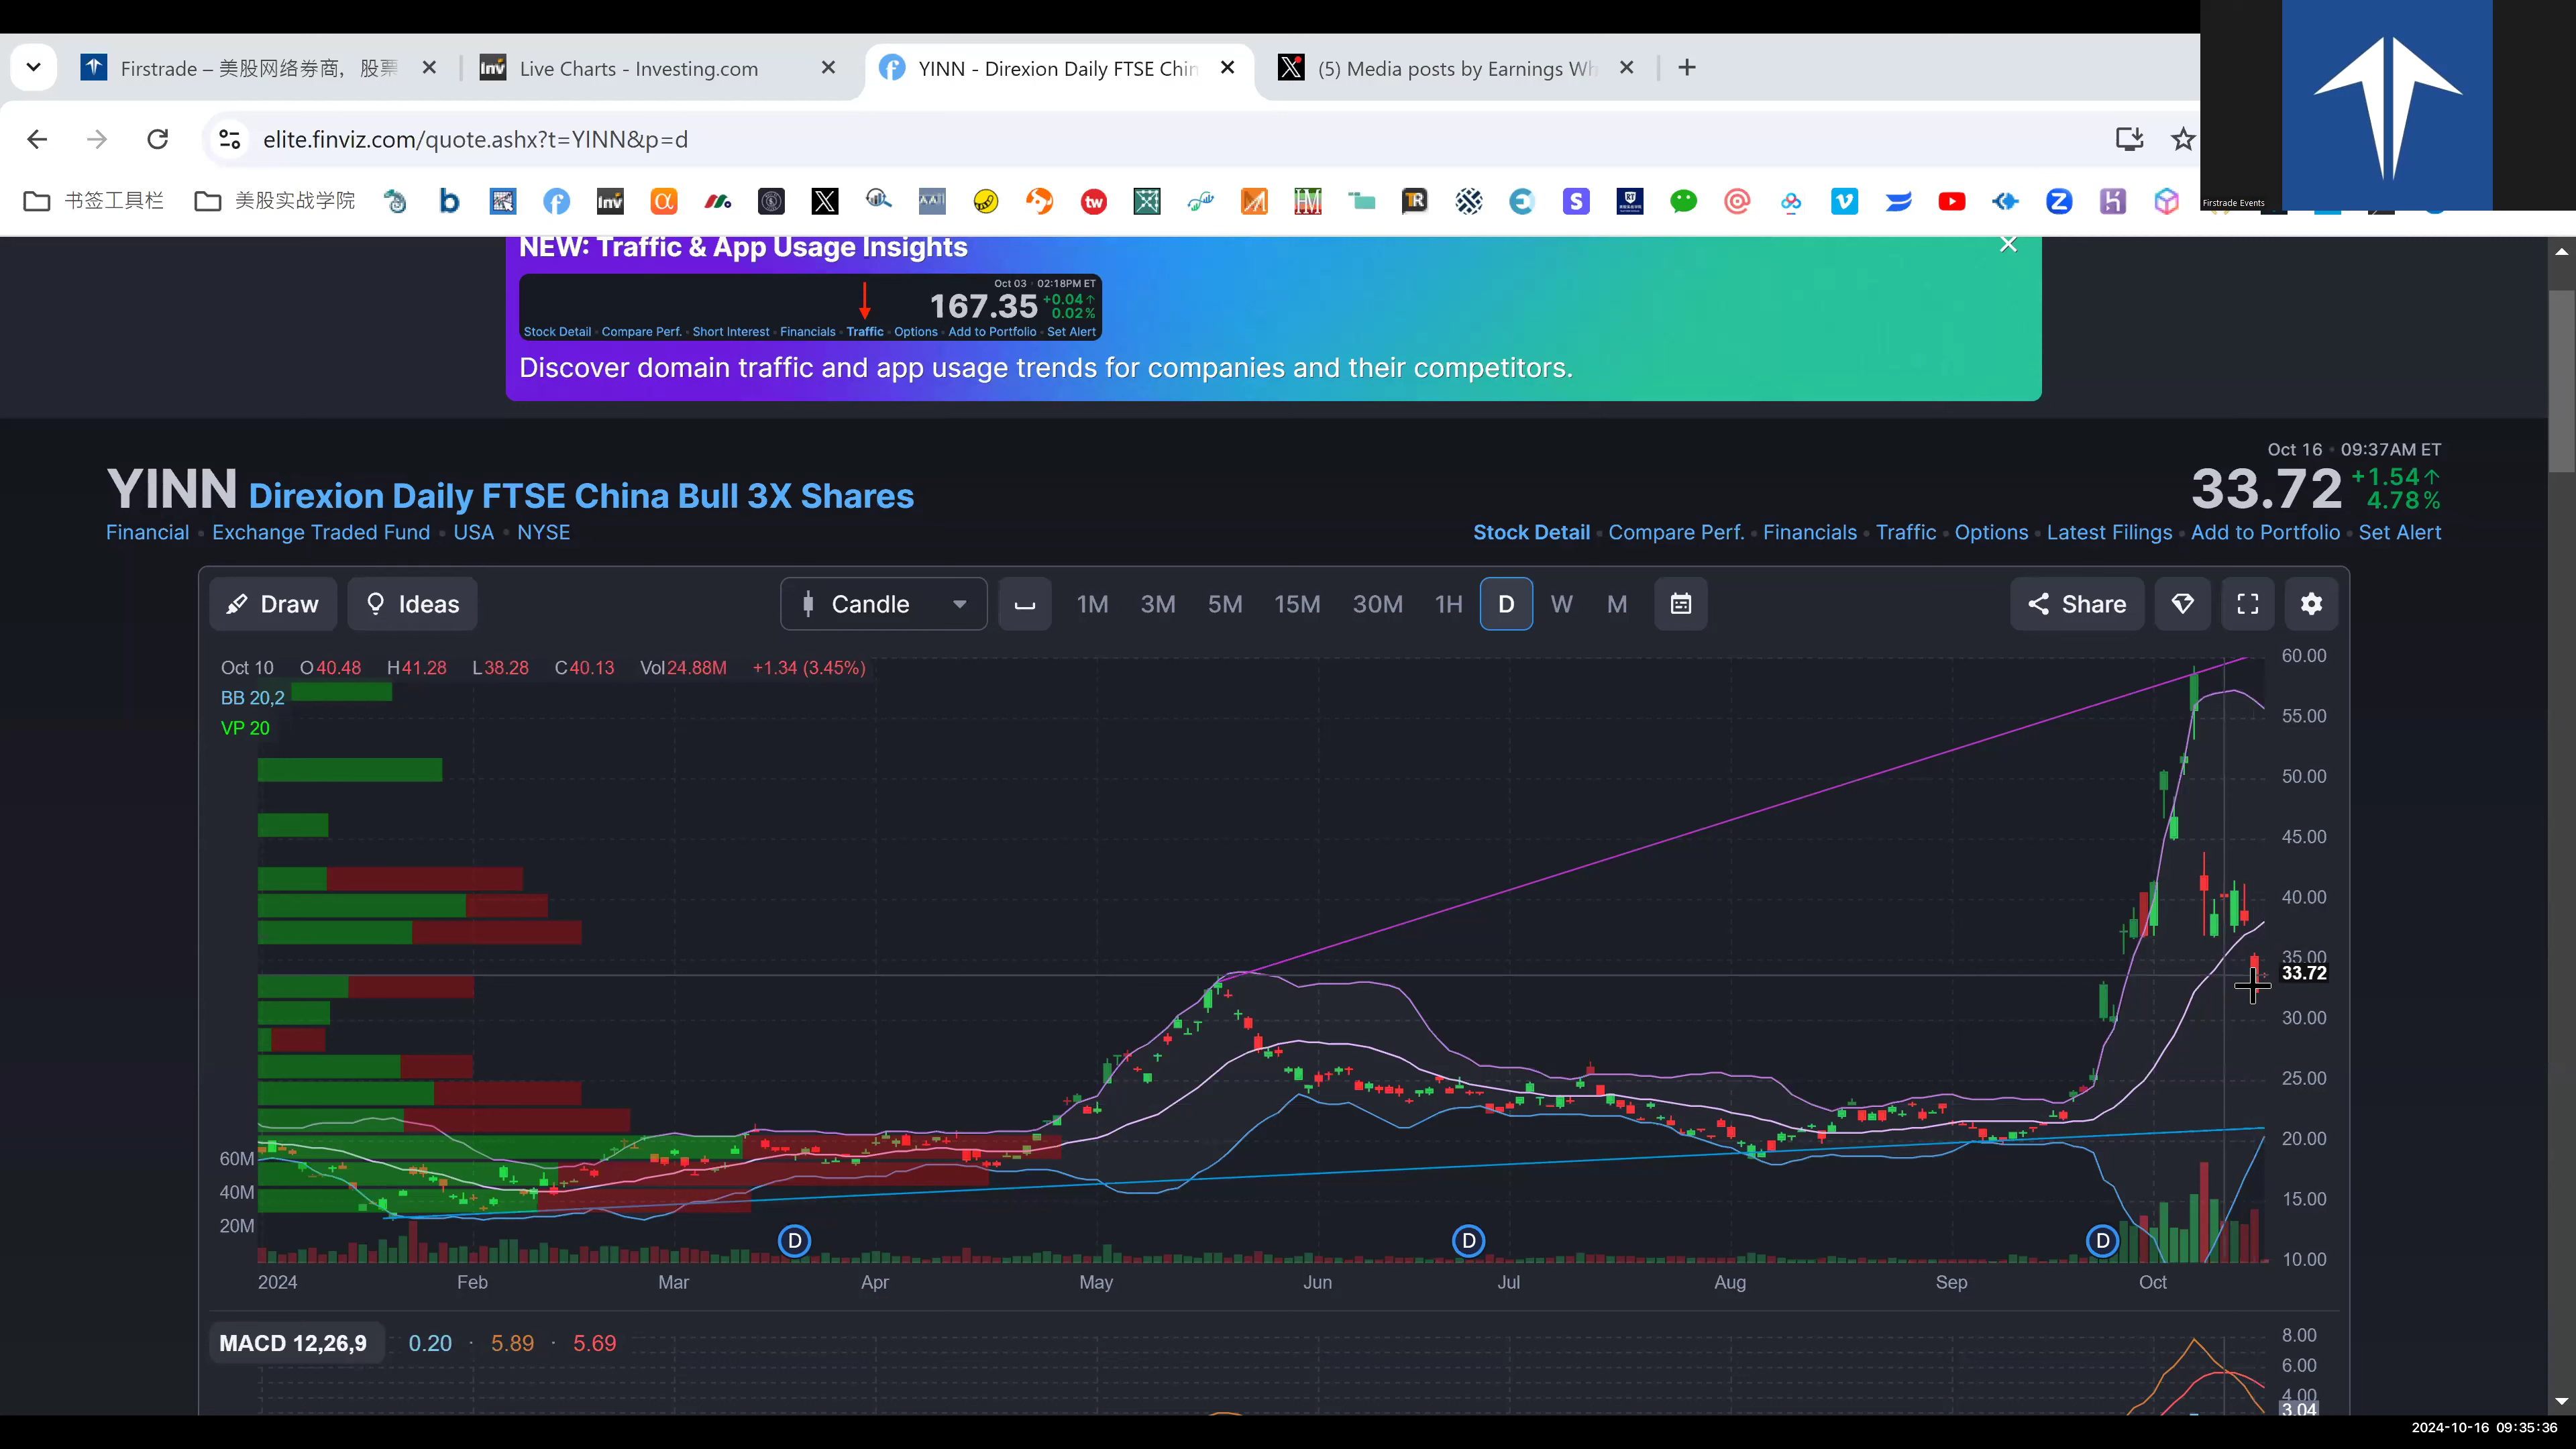 Firstrade – 美股网络券商，股票
Live Charts - Investing.com
YINN - Direxion Daily FTSE Chin
(5) Media posts by Earnings Wh
elite.finviz.com/quote.ashx?t=YINN&p=d
书签工具栏
美股实战学院
Firstrade Events
NEW: Traffic & App Usage Insights
Oct 03 · 02:18PM ET
167.35 +0.04 0.02%
Stock Detail · Compare Perf. · Short Interest · Financials · Traffic · Options · Add to Portfolio · Set Alert
Discover domain traffic and app usage trends for companies and their competitors.
Oct 16 · 09:37AM ET
YINN Direxion Daily FTSE China Bull 3X Shares
33.72 +1.54 4.78%
Financial · Exchange Traded Fund · USA · NYSE
Stock Detail · Compare Perf. · Financials · Traffic · Options · Latest Filings · Add to Portfolio · Set Alert
Draw Ideas Candle 1M 3M 5M 15M 30M 1H D W M Share
Oct 10 O40.48 H41.28 L38.28 C40.13 Vol24.88M +1.34 (3.45%)
BB 20,2
VP 20
60.00
55.00
50.00
45.00
40.00
35.00
33.72
30.00
25.00
20.00
15.00
10.00
60M
40M
20M
D D D
2024 Feb Mar Apr May Jun Jul Aug Sep Oct
MACD 12,26,9 0.20 · 5.89 · 5.69
8.00
6.00
4.00
3.04
2024-10-16 09:35:36